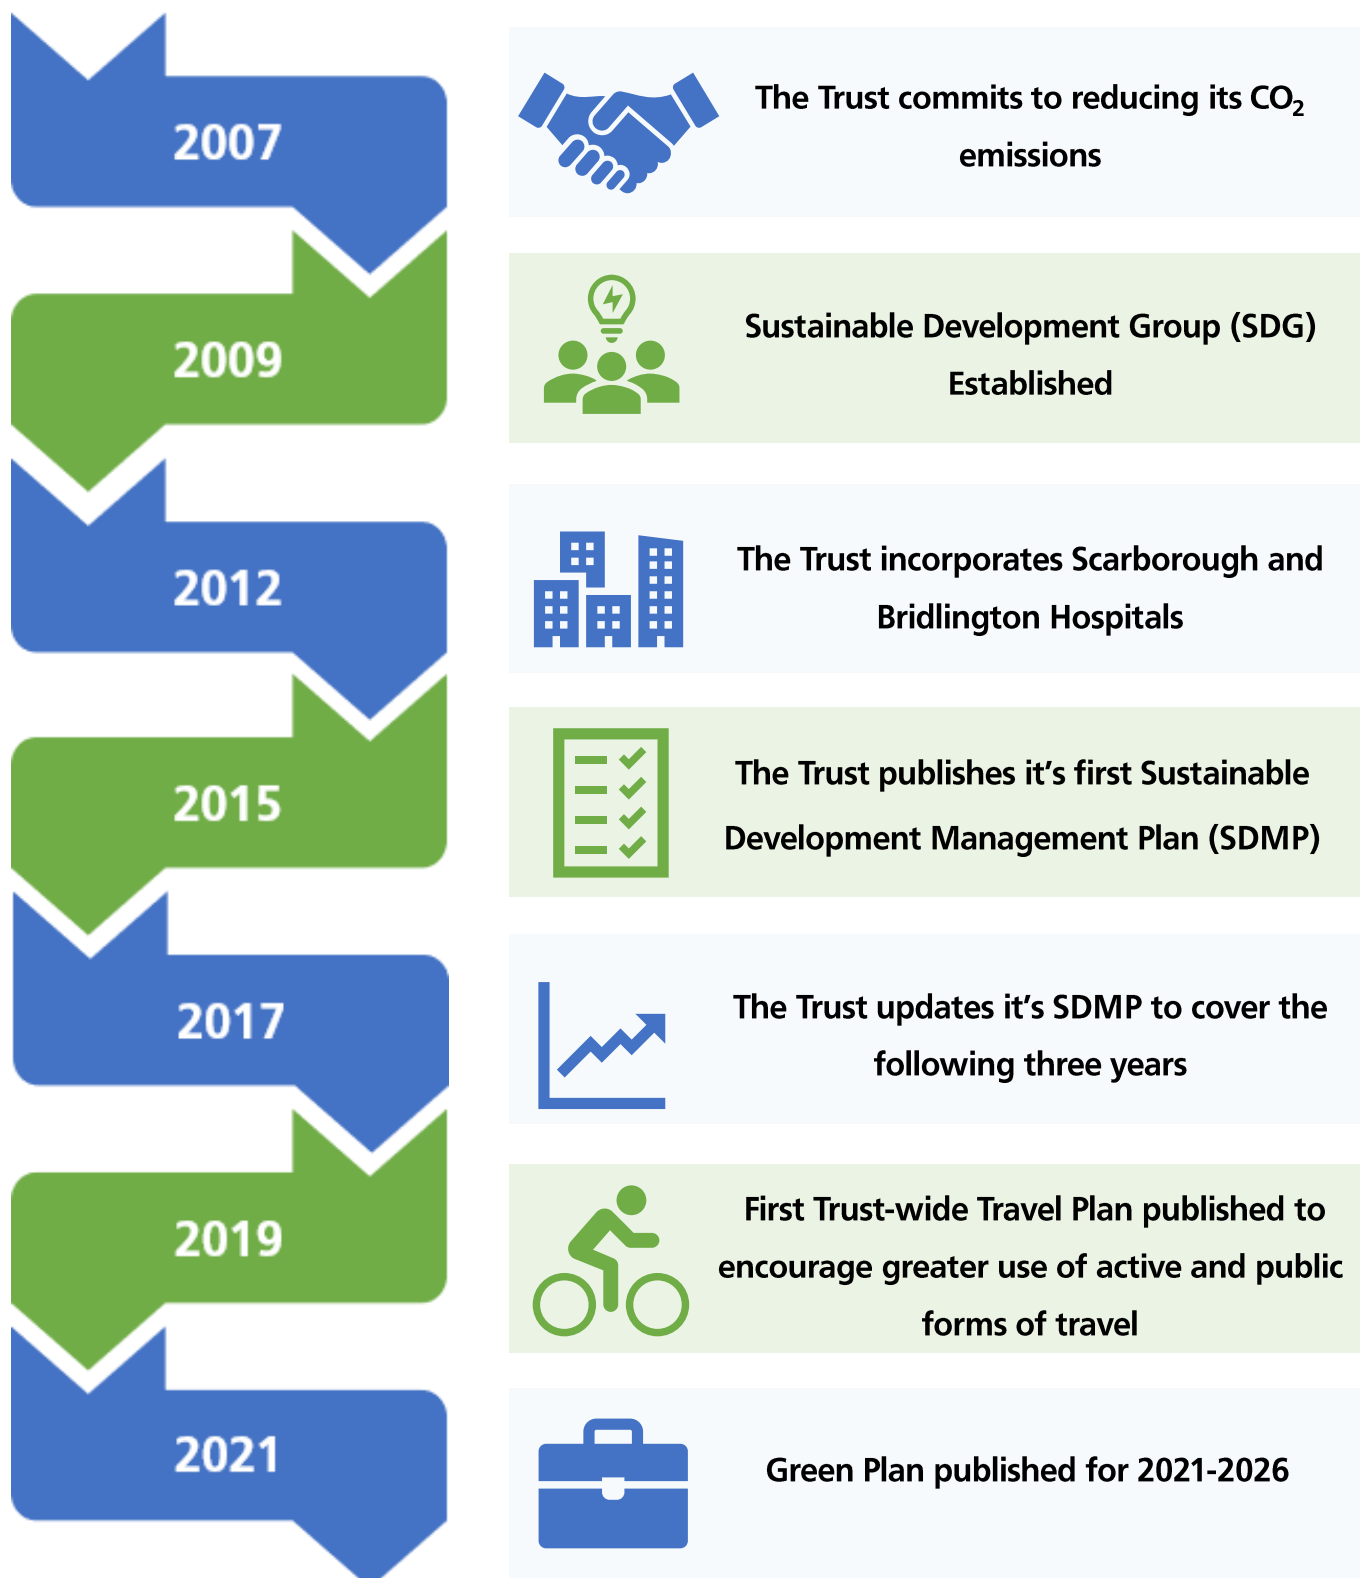 2007
The Trust commits to reducing its CO₂
emissions
2009
Sustainable Development Group (SDG)
Established
2012
The Trust incorporates Scarborough and
Bridlington Hospitals
2015
The Trust publishes it’s first Sustainable
Development Management Plan (SDMP)
2017
The Trust updates it’s SDMP to cover the
following three years
2019
First Trust-wide Travel Plan published to
encourage greater use of active and public
forms of travel
2021
Green Plan published for 2021-2026